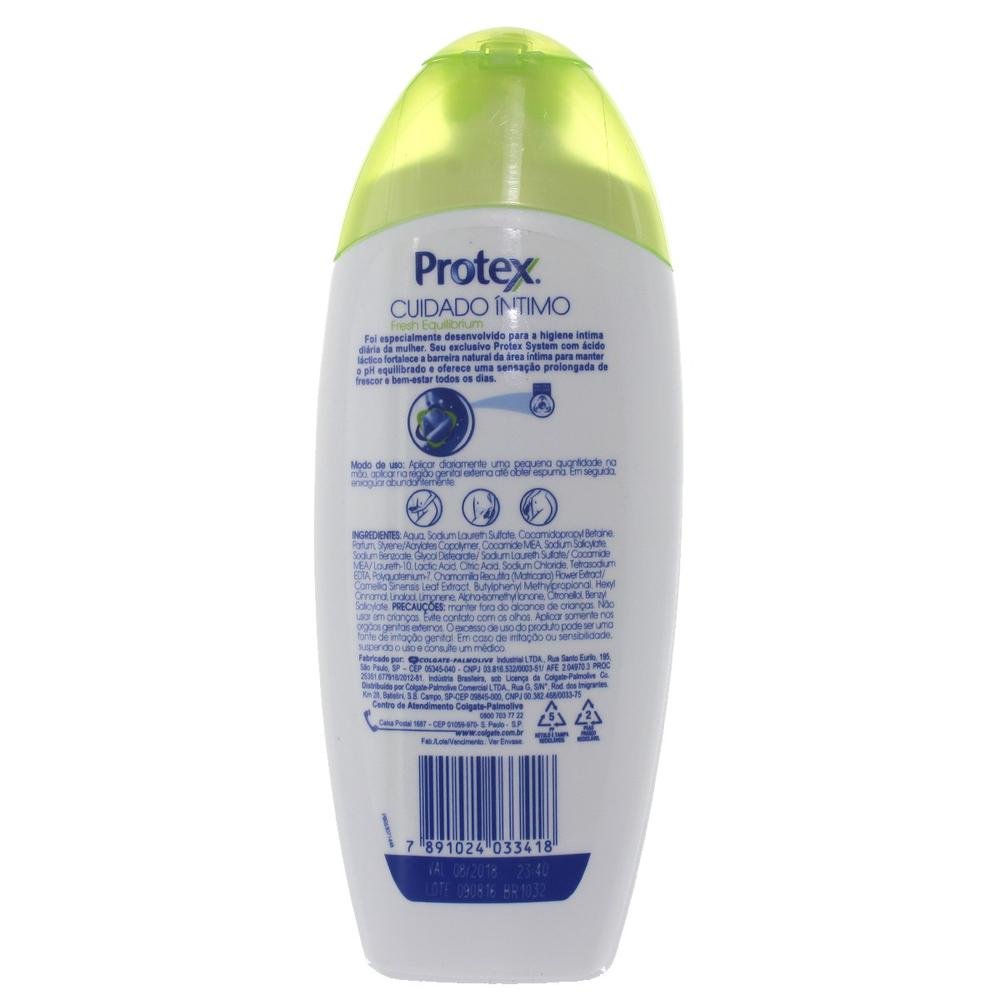 Protex
CUIDADO ÍNTIMO
Fresh Equilibrium
Foi especialmente desenvolvido para a higiene íntima
diária da mulher. Seu exclusivo Protex System com ácido
láctico fortalece a barreira natural da área íntima para manter
o pH equilibrado e oferece uma sensação prolongada de
frescor e bem-estar todos os dias.
Modo de uso: Aplicar diariamente uma pequena quantidade na
mão, aplicar na região genital externa até obter espuma. Em seguida,
enxaguar abundantemente.
INGREDIENTES: Aqua, Sodium Laureth Sulfate, Cocamidopropyl Betaine,
Parfum, Styrene/Acrylates Copolymer, Cocamide MEA, Sodium Salicylate,
Sodium Benzoate, Glycol Distearate/ Sodium Laureth Sulfate/ Cocamide
MEA/ Laureth-10, Lactic Acid, Citric Acid, Sodium Chloride, Tetrasodium
EDTA, Polyquaternium-7, Chamomilla Recutita (Matricaria) Flower Extract/
Camellia Sinensis Leaf Extract, Butylphenyl Methylpropional, Hexyl
Cinnamal, Linalool, Limonene, Alpha-Isomethyl Ionone, Citronellol, Benzyl
Salicylate. PRECAUÇÕES: manter fora do alcance de crianças. Não
usar em crianças. Evite contato com os olhos. Aplicar somente nos
orgãos genitais externos. O excesso de uso do produto pode ser uma
fonte de irritação genital. Em caso de irritação ou sensibilidade,
suspenda o uso e consulte um médico.
Fabricado por: COLGATE-PALMOLIVE Industrial LTDA., Rua Santo Eurilo, 195,
São Paulo, SP – CEP 05345-040 - CNPJ 03.816.532/0003-51/ AFE 2.04970.3 PROC
25351.677918/2012-81. Indústria Brasileira, sob Licença da Colgate-Palmolive Co.
Distribuído por Colgate-Palmolive Comercial LTDA., Rua G, S/Nº, Rod. dos Imigrantes,
Km 28, Batistini, S.B. Campo, SP-CEP 09845-000, CNPJ 00.382.468/0033-75
Centro de Atendimento Colgate-Palmolive
0800 703 77 22
Caixa Postal 1687 – CEP 01059-970- S. Paulo - S.P.
www.colgate.com.br
Fab./Lote/Vencimento.: Ver Envase.
5
PP
RÓTULO E TAMPA
RECICLÁVEIS
2
PEAD
FRASCO
RECICLÁVEL
7 891024 033418
VAL 08/2018 23:40
LOTE 090816 BR1032